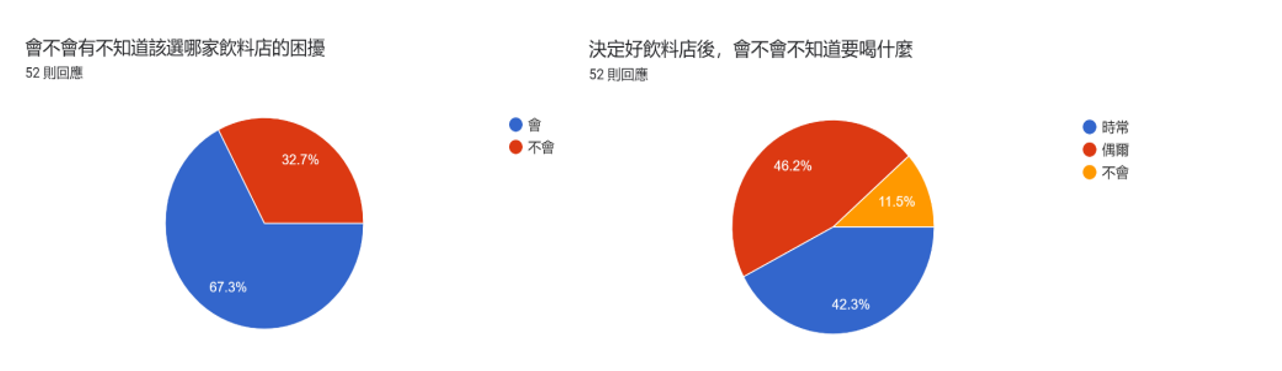 會不會有不知道該選哪家飲料店的困擾
52 則回應
會
不會
32.7%
67.3%
決定好飲料店後，會不會不知道要喝什麼
52 則回應
時常
偶爾
不會
46.2%
11.5%
42.3%